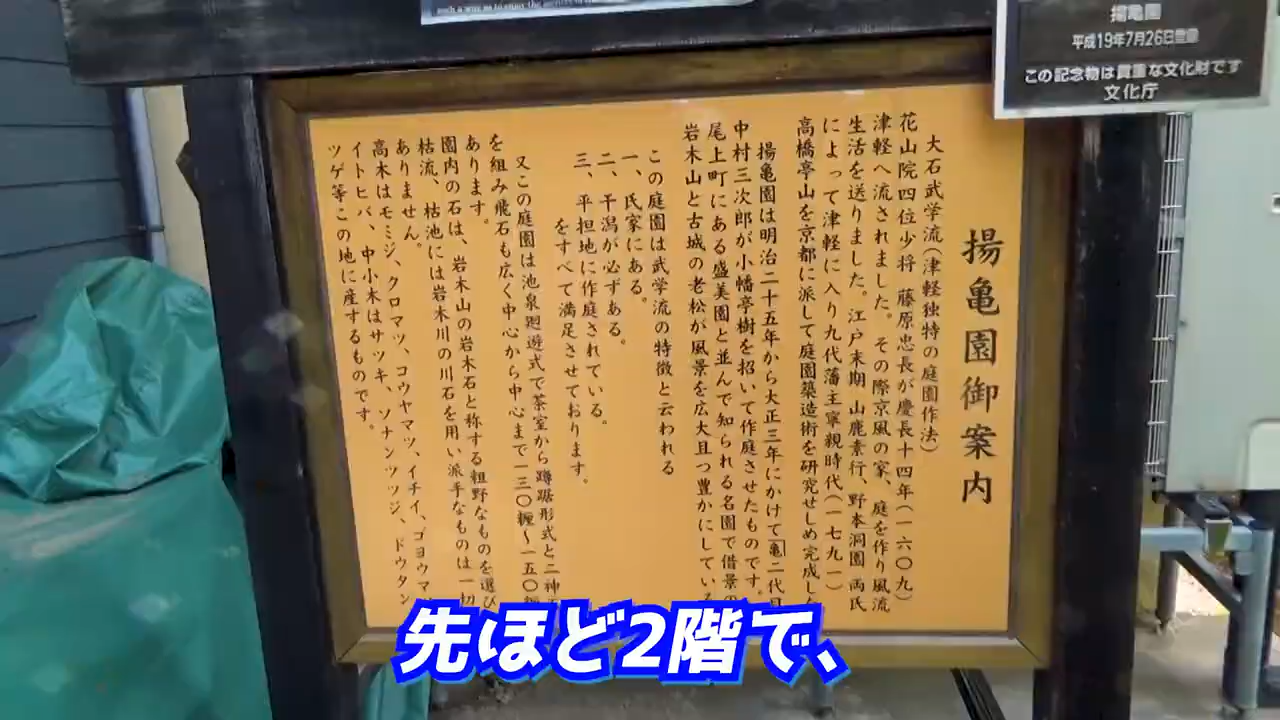 such a way as to enjoy the
揚亀園
平成19年7月26日登録
この記念物は貴重な文化財です
文化庁
揚亀園御案内
大石武学流(津軽独特の庭園作法)
花山院四位少将 藤原忠長が慶長十四年(一六〇九)
津軽へ流されました。その際京風の家、庭を作り風流
生活を送りました。江戸末期 山鹿素行、野本洞園 両氏
によって津軽に入り九代藩主寧親時代(一七九一)
高橋亭山を京都に派して庭園築造術を研究せしめ完成した
揚亀園は明治二十五年から大正三年にかけて「亀」二代目
中村三次郎が小幡亭樹を招いて作庭させたものです。
尾上町にある盛美園と並んで知られる名園で借景の
岩木山と古城の老松が風景を広大且つ豊かにしている
この庭園は武学流の特徴と云われる
一、氏家にある。
二、干潟が必ずある。
三、平担地に作庭されている。
をすべて満足させております。
又この庭園は池泉廻遊式で茶室から蹲踞形式と二神
を組み飛石も広く中心から中心まで一三〇糎〜一五〇糎
あります。
園内の石は、岩木山の岩木石と称する粗野なものを選び
枯流、枯池には岩木川の川石を用い派手なものは一切
ありません。
高木はモミジ、クロマツ、コウヤマツ、イチイ、ゴヨウマ
イトヒバ、中小木はサツキ、ソナンツツジ、ドウタン
ツゲ等この地に産するものです。
先ほど2階で、